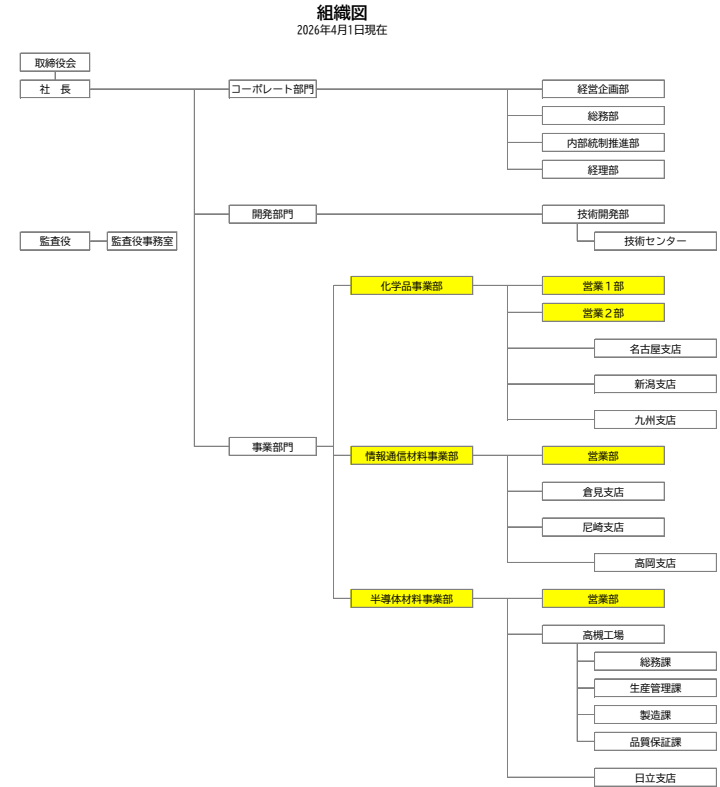 組織図
2026年4月1日現在
取締役会
社　長
コーポレート部門
経営企画部
総務部
内部統制推進部
経理部
開発部門
技術開発部
監査役
監査役事務室
技術センター
化学品事業部
営業１部
営業２部
名古屋支店
新潟支店
九州支店
事業部門
情報通信材料事業部
営業部
倉見支店
尼崎支店
高岡支店
半導体材料事業部
営業部
高槻工場
総務課
生産管理課
製造課
品質保証課
日立支店